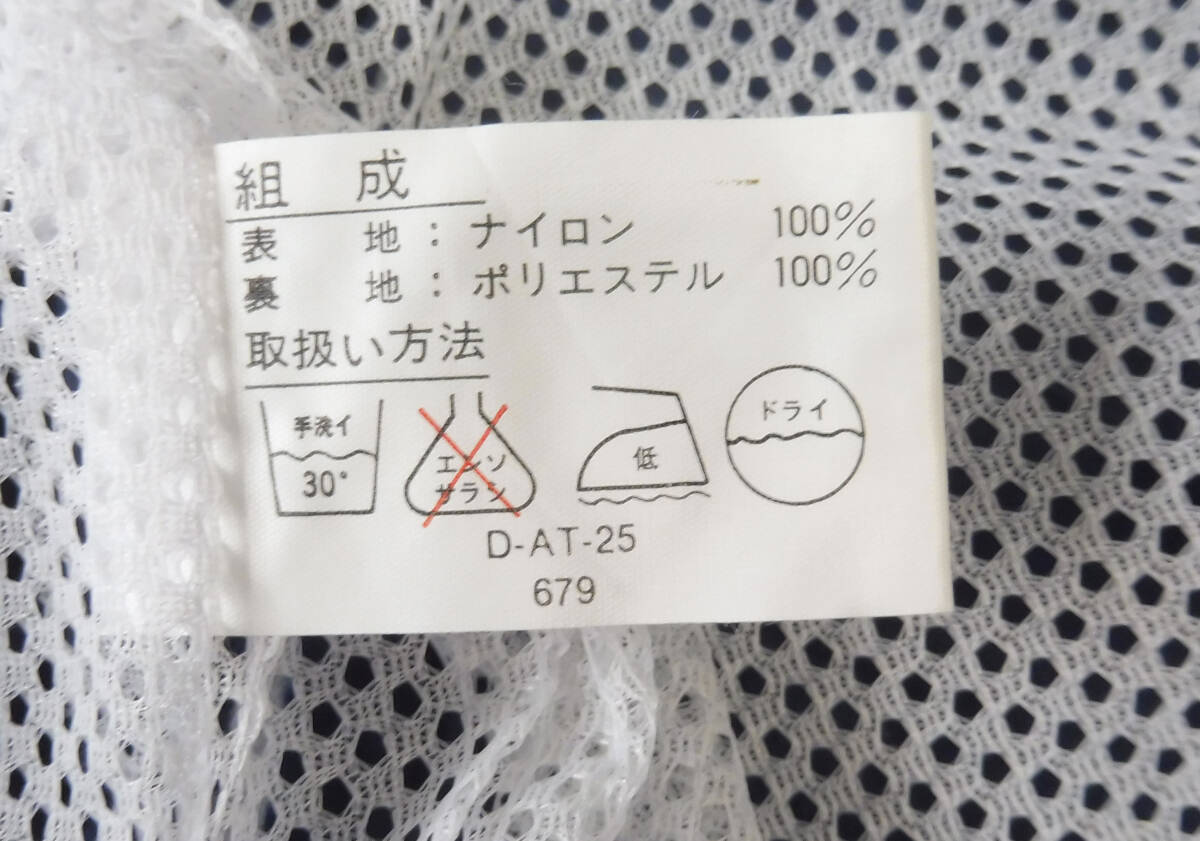 組 成
表 地 : ナイロン 100%
裏 地 : ポリエステル 100%
取扱い方法
手洗イ
30°
エンソ
サラシ
低
ドライ
D-AT-25
679